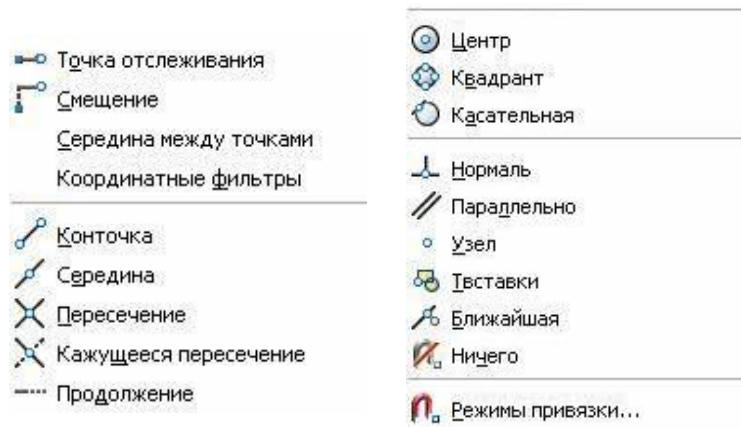 Точка отслеживания
Смещение
Середина между точками
Координатные фильтры
Конточка
Середина
Пересечение
Кажущееся пересечение
Продолжение
Центр
Квадрант
Касательная
Нормаль
Параллельно
Узел
Твставки
Ближайшая
Ничего
Режимы привязки...